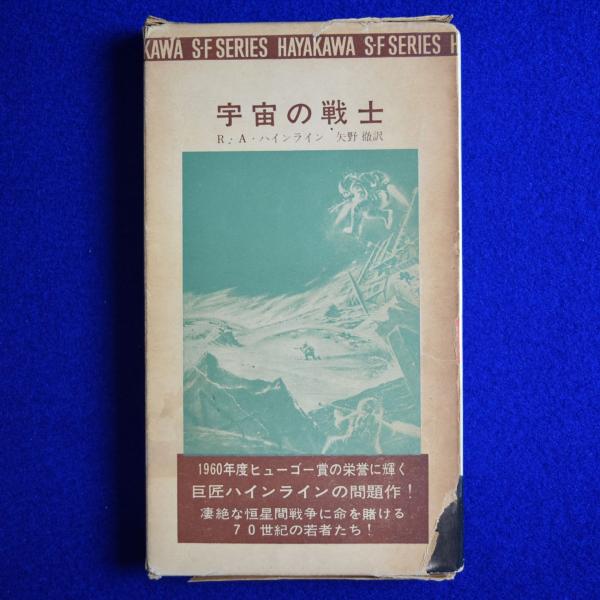 KAWA S-F SERIES HAYAKAWA S-F SERIES H
宇宙の戦士
R・A・ハインライン 矢野 徹訳
1960年度ヒューゴー賞の栄誉に輝く
巨匠ハインラインの問題作！
凄絶な恒星間戦争に命を賭ける
７０世紀の若者たち！